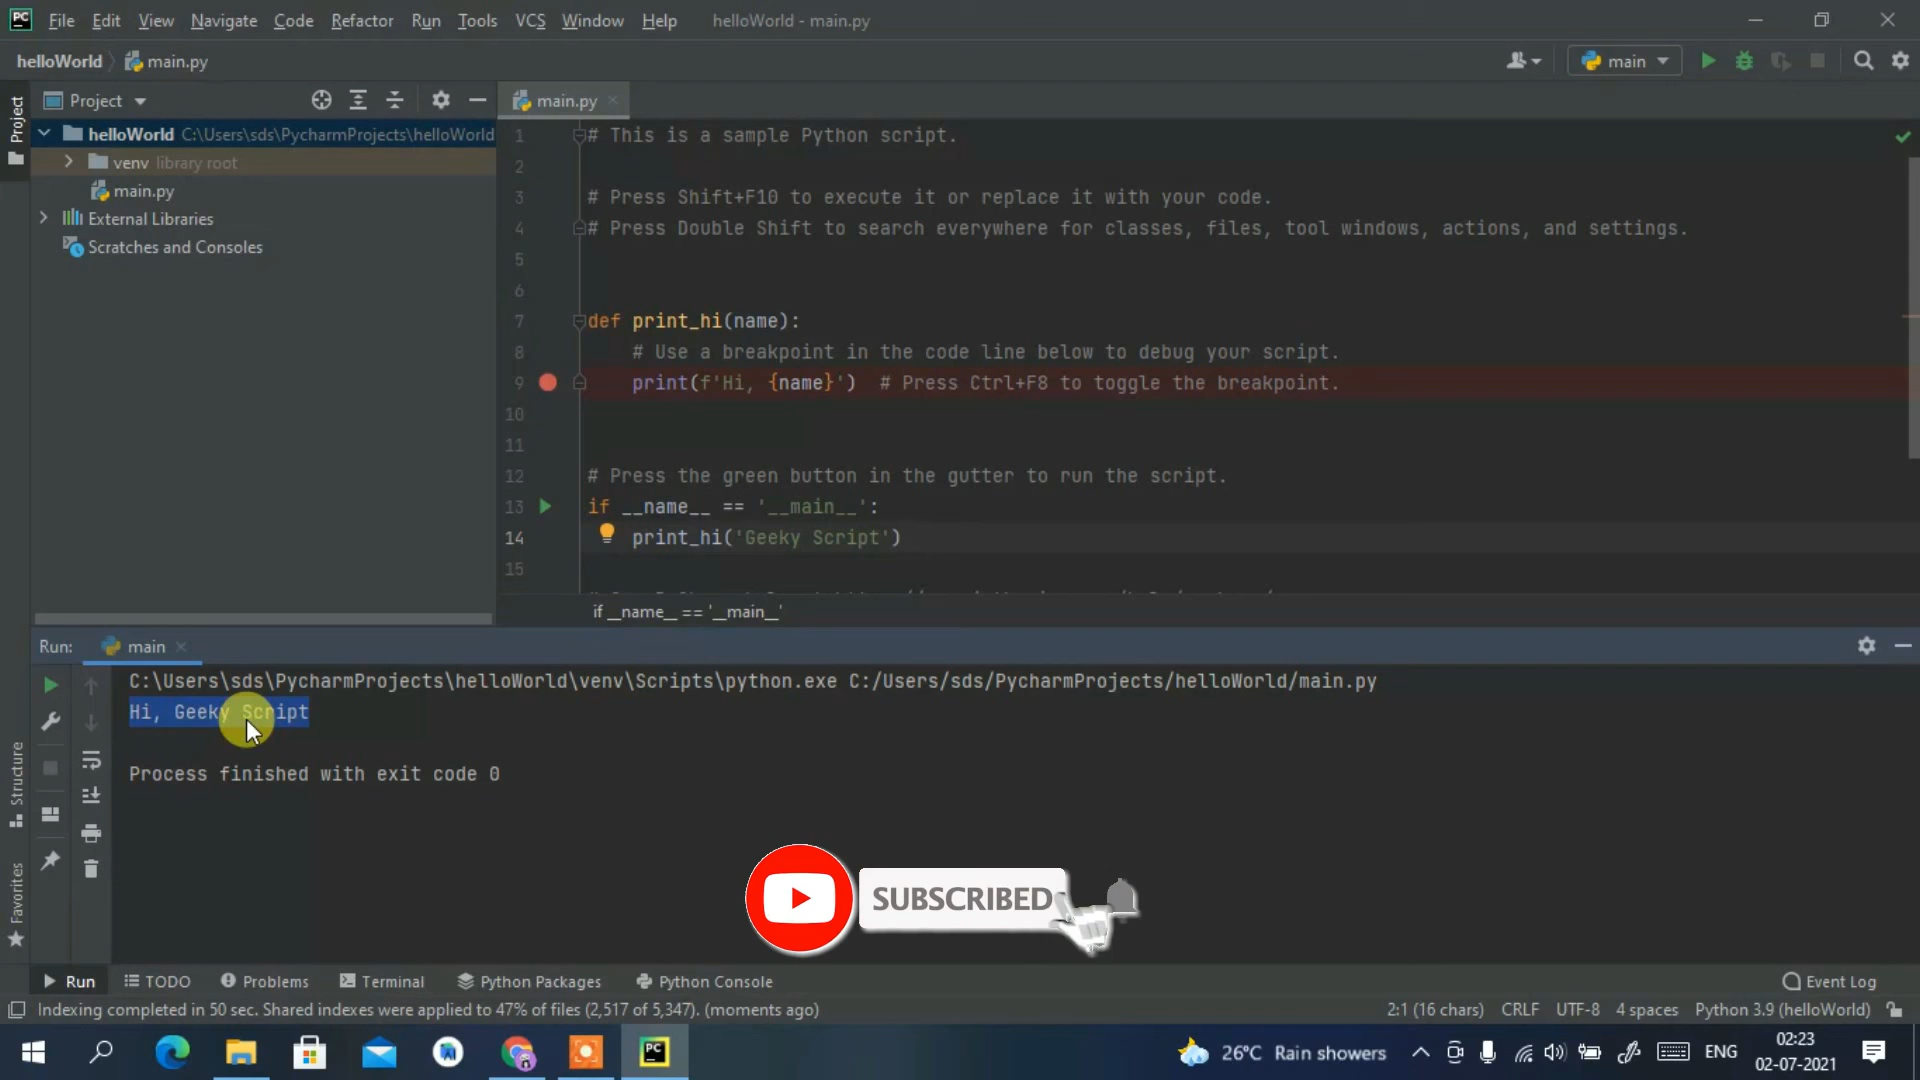 PC File Edit View Navigate Code Refactor Run Tools VCS Window Help helloWorld - main.py
helloWorld main.py main
Project main.py
Project
helloWorld C:\Users\sds\PycharmProjects\helloWorld
venv library root
main.py
External Libraries
Scratches and Consoles
1 # This is a sample Python script.
2
3 # Press Shift+F10 to execute it or replace it with your code.
4 # Press Double Shift to search everywhere for classes, files, tool windows, actions, and settings.
5
6
7 def print_hi(name):
8 # Use a breakpoint in the code line below to debug your script.
9 print(f'Hi, {name}') # Press Ctrl+F8 to toggle the breakpoint.
10
11
12 # Press the green button in the gutter to run the script.
13 if __name__ == '__main__':
14 print_hi('Geeky Script')
15
if __name__ == '__main__'
Run: main
C:\Users\sds\PycharmProjects\helloWorld\venv\Scripts\python.exe C:/Users/sds/PycharmProjects/helloWorld/main.py
Hi, Geeky Script
Process finished with exit code 0
Structure
Favorites
SUBSCRIBED
Run TODO Problems Terminal Python Packages Python Console Event Log
Indexing completed in 50 sec. Shared indexes were applied to 47% of files (2,517 of 5,347). (moments ago) 2:1 (16 chars) CRLF UTF-8 4 spaces Python 3.9 (helloWorld)
PC 26°C Rain showers ENG 02:23
02-07-2021